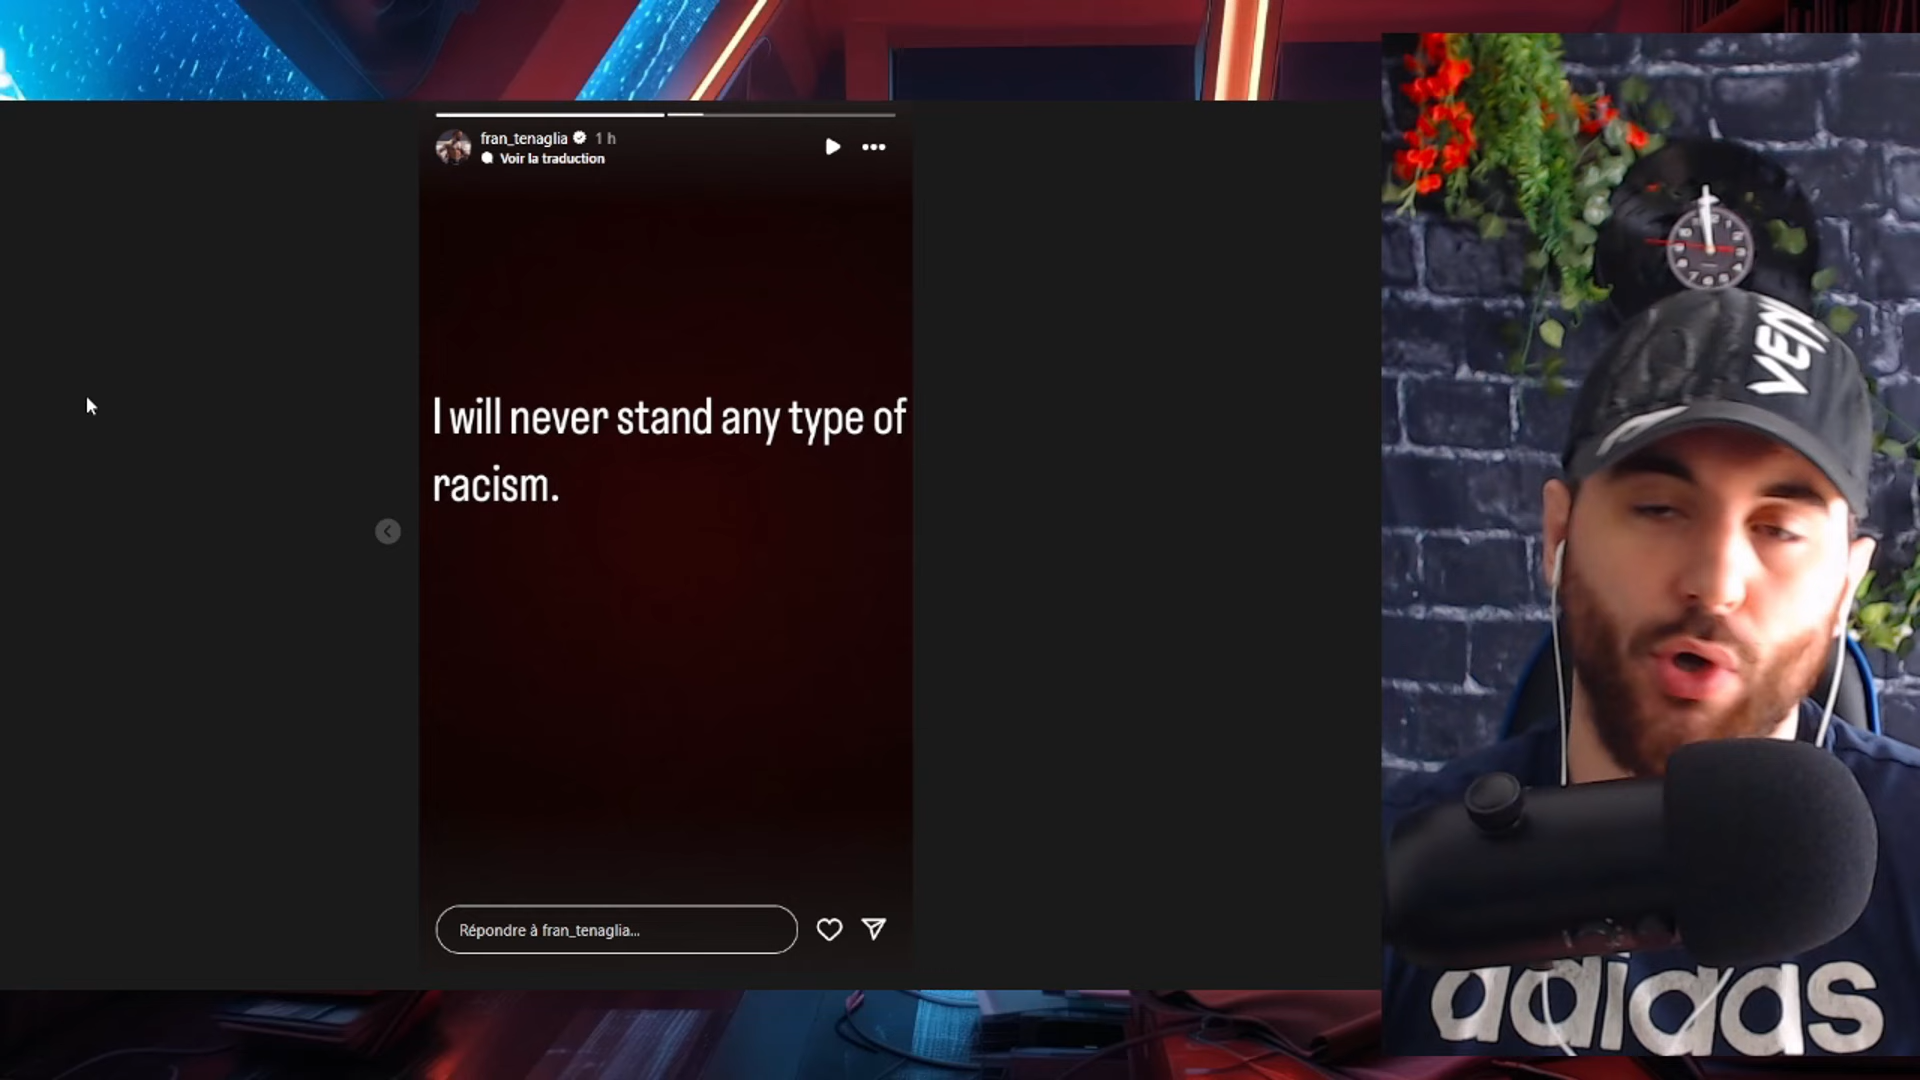 fran_tenaglia 1 h
Voir la traduction
I will never stand any type of
racism.
Répondre à fran_tenaglia...
adidas